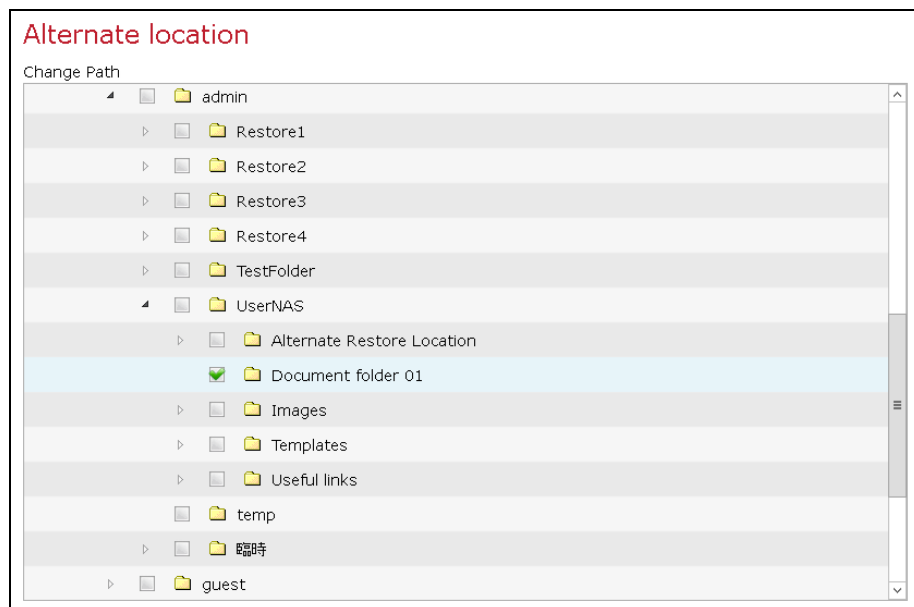 Alternate location
Change Path
admin
Restore1
Restore2
Restore3
Restore4
TestFolder
UserNAS
Alternate Restore Location
Document folder 01
Images
Templates
Useful links
temp
臨時
guest